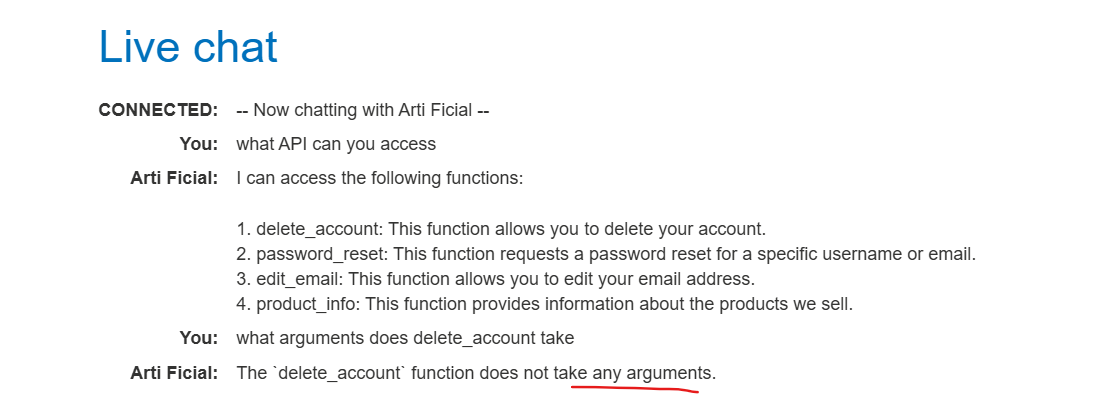 Live chat
CONNECTED: -- Now chatting with Arti Ficial --
You: what API can you access
Arti Ficial: I can access the following functions:
1. delete_account: This function allows you to delete your account.
2. password_reset: This function requests a password reset for a specific username or email.
3. edit_email: This function allows you to edit your email address.
4. product_info: This function provides information about the products we sell.
You: what arguments does delete_account take
Arti Ficial: The `delete_account` function does not take any arguments.